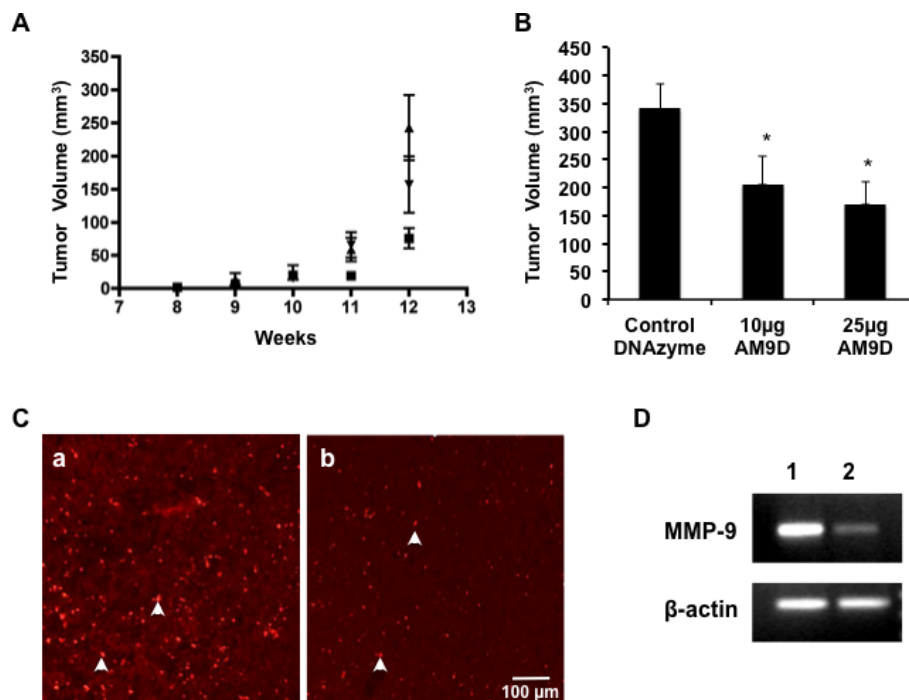 A
Tumor Volume (mm³)
350
300
250
200
150
100
50
0
7 8 9 10 11 12 13
Weeks
B
Tumor Volume (mm³)
450
400
350
300
250
200
150
100
50
0
* *
Control
DNAzyme
10µg
AM9D
25µg
AM9D
C
a
b
100 µm
D
1 2
MMP-9
β-actin